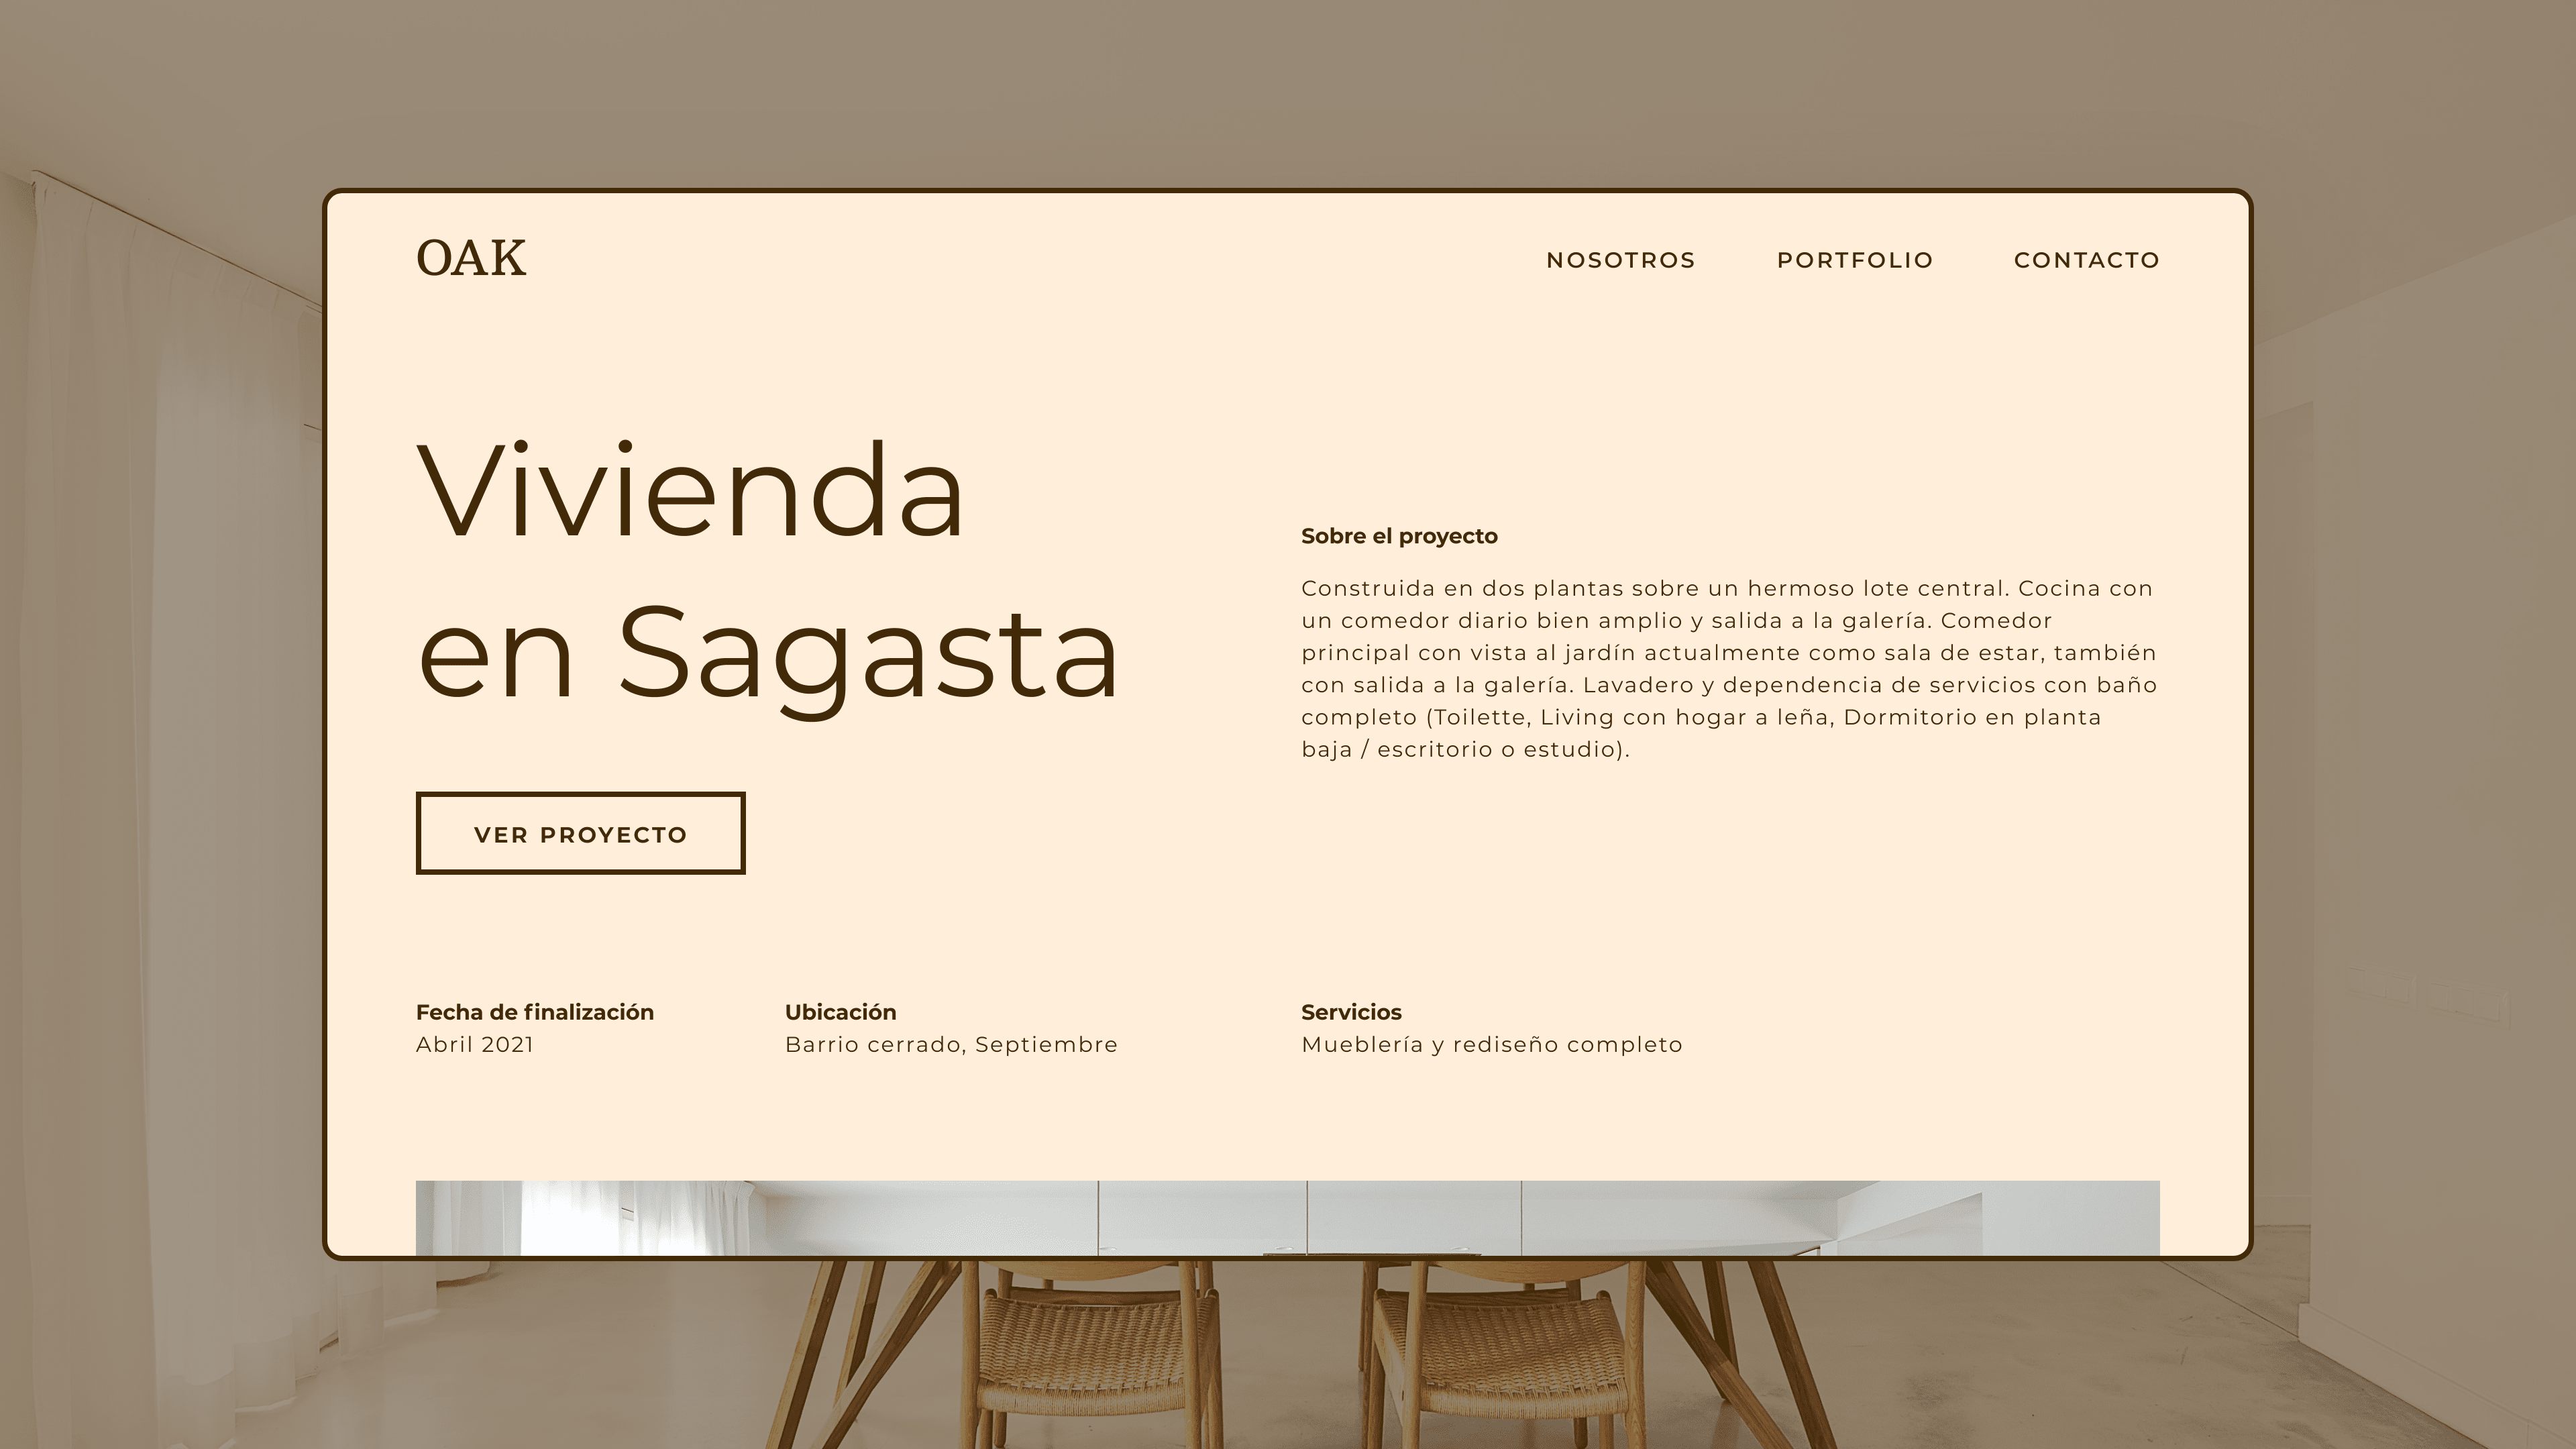 OAK
NOSOTROS PORTFOLIO CONTACTO
Vivienda
en Sagasta
VER PROYECTO
Sobre el proyecto
Construida en dos plantas sobre un hermoso lote central. Cocina con
un comedor diario bien amplio y salida a la galería. Comedor
principal con vista al jardín actualmente como sala de estar, también
con salida a la galería. Lavadero y dependencia de servicios con baño
completo (Toilette, Living con hogar a leña, Dormitorio en planta
baja / escritorio o estudio).
Fecha de finalización
Abril 2021
Ubicación
Barrio cerrado, Septiembre
Servicios
Mueblería y rediseño completo